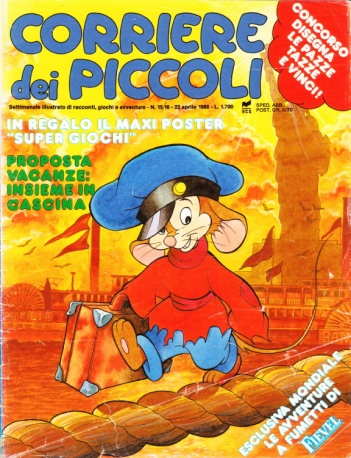 CORRIERE
dei PICCOLI
Settimanale illustrato di racconti, giochi e avventure - N. 15/16 - 22 aprile 1988 - L. 1.700
SPED. ABB.
POST. GR. II/70
CONCORSO
DISEGNA
LE PAZZE
TAZZE
E VINCI!
IN REGALO IL MAXI POSTER
"SUPER GIOCHI"
PROPOSTA
VACANZE:
INSIEME IN
CASCINA
ESCLUSIVA MONDIALE
LE AVVENTURE
A FUMETTI DI
FIEVEL